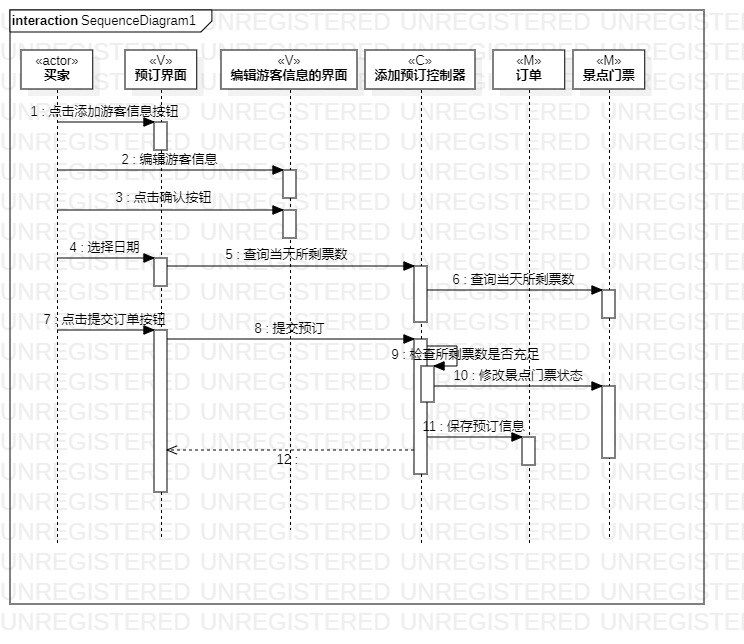 interaction SequenceDiagram1
«actor»
买家
«V»
预订界面
«V»
编辑游客信息的界面
«C»
添加预订控制器
«M»
订单
«M»
景点门票
1 : 点击添加游客信息按钮
2 : 编辑游客信息
3 : 点击确认按钮
4 : 选择日期
5 : 查询当天所剩票数
6 : 查询当天所剩票数
7 : 点击提交订单按钮
8 : 提交预订
9 : 检查所剩票数是否充足
10 : 修改景点门票状态
11 : 保存预订信息
12 :
UNREGISTERED UNREGISTERED UNREGISTERED UNREGISTERED